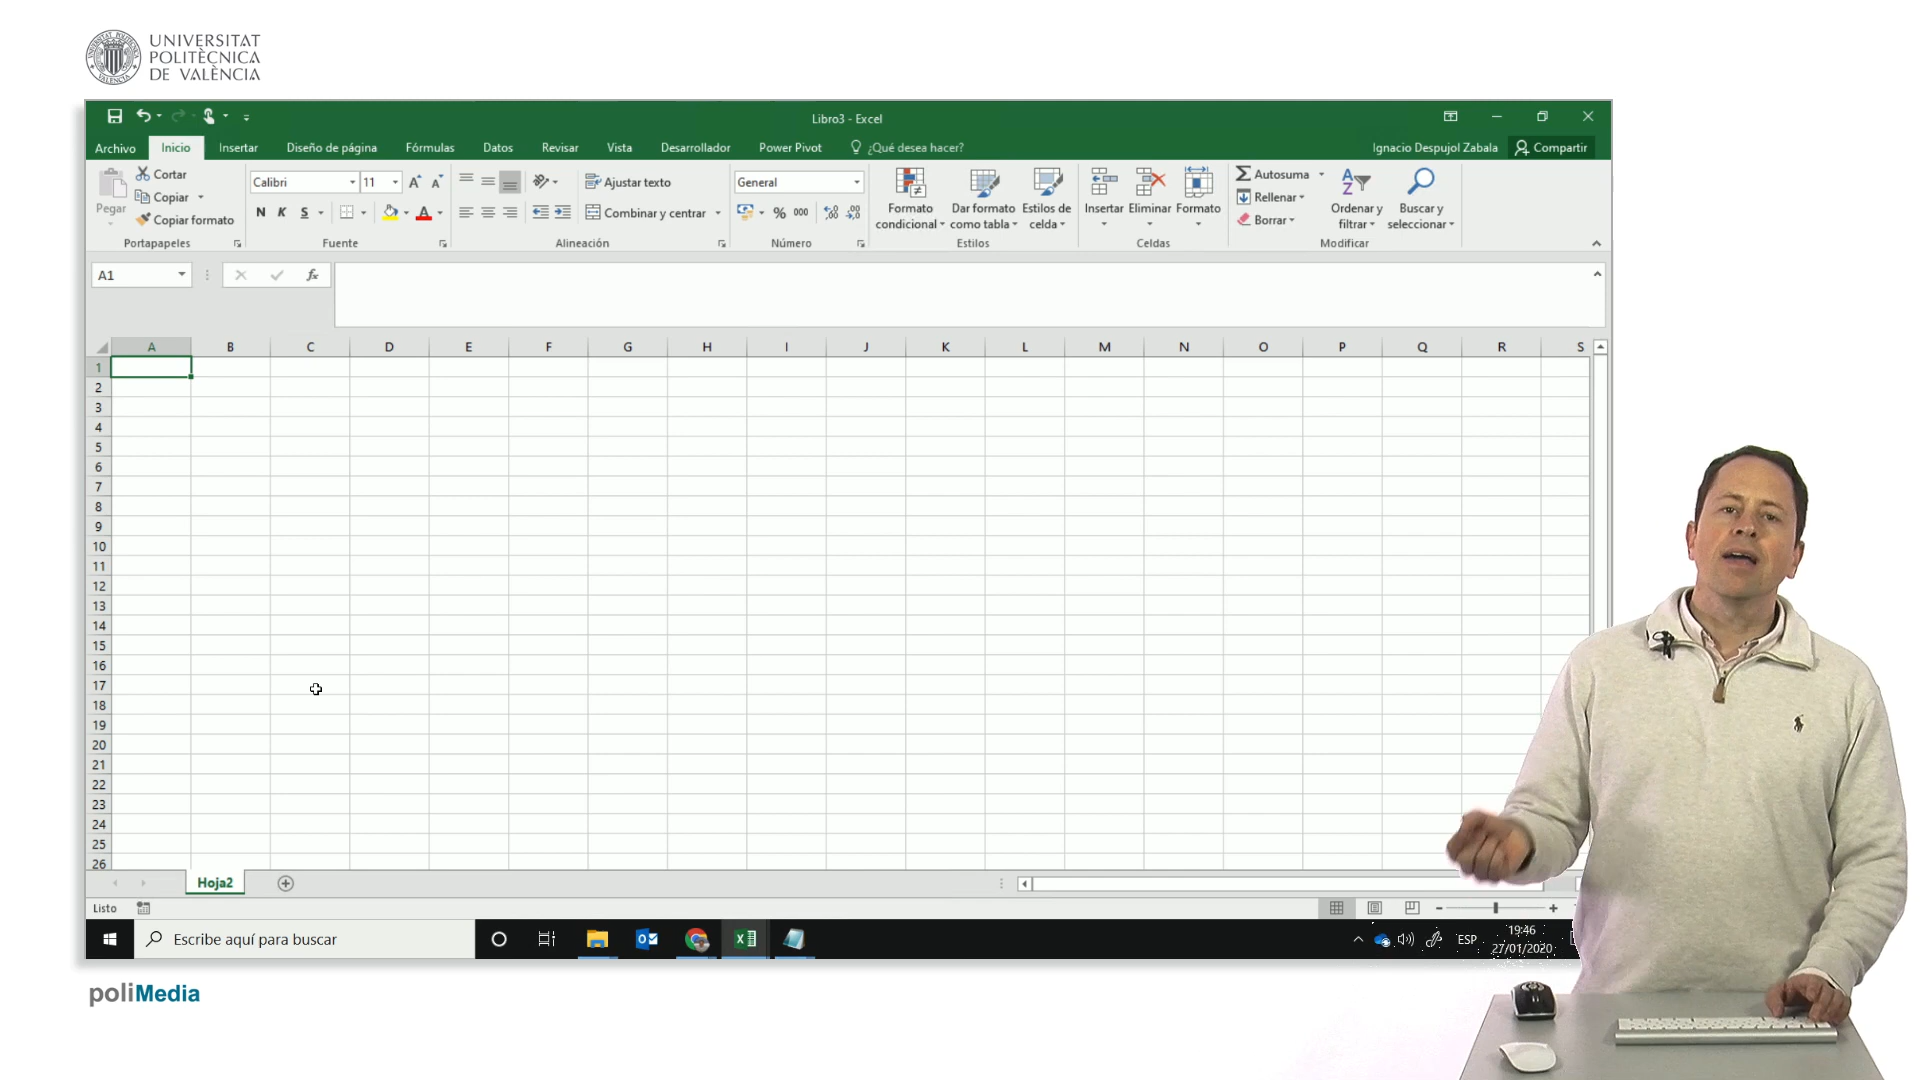 UNIVERSITAT
POLITÈCNICA
DE VALÈNCIA
Libro3 - Excel
Archivo Inicio Insertar Diseño de página Fórmulas Datos Revisar Vista Desarrollador Power Pivot ¿Qué desea hacer? Ignacio Despujol Zabala Compartir
Pegar
Cortar
Copiar
Copiar formato
Portapapeles
Calibri 11
N K S
Fuente
Ajustar texto
Combinar y centrar
Alineación
General
% 000
Número
Formato
condicional
Dar formato
como tabla
Estilos de
celda
Estilos
Insertar Eliminar Formato
Celdas
Autosuma
Rellenar
Borrar
Ordenar y
filtrar
Buscar y
seleccionar
Modificar
A1 fx
A B C D E F G H I J K L M N O P Q R S
1
2
3
4
5
6
7
8
9
10
11
12
13
14
15
16
17
18
19
20
21
22
23
24
25
26
Hoja2
Listo
Escribe aquí para buscar
ESP
19:46
27/01/2020
poliMedia